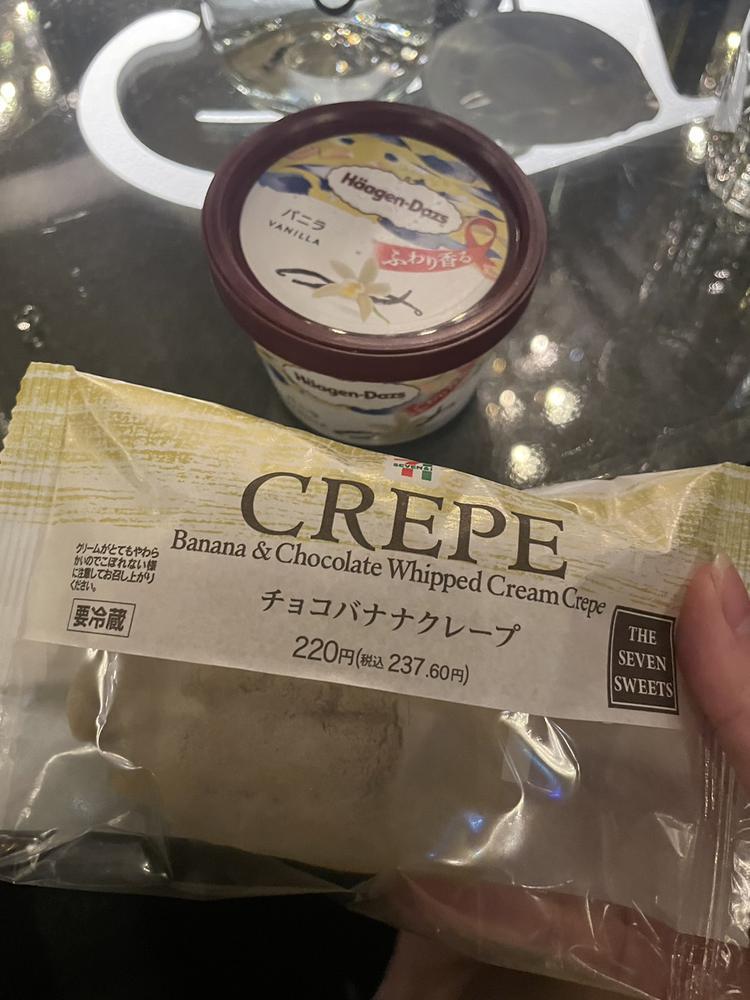 Häagen-Dazs
バニラ
VANILLA
ふわり香る
Häagen-Dazs
SEVEN&i
CREPE
Banana & Chocolate Whipped Cream Crepe
クリームがとてもやわら
かいのでこぼれない様
に注意してお召し上がり
ください。
要冷蔵
チョコバナナクレープ
220円(税込 237.60円)
THE
SEVEN
SWEETS